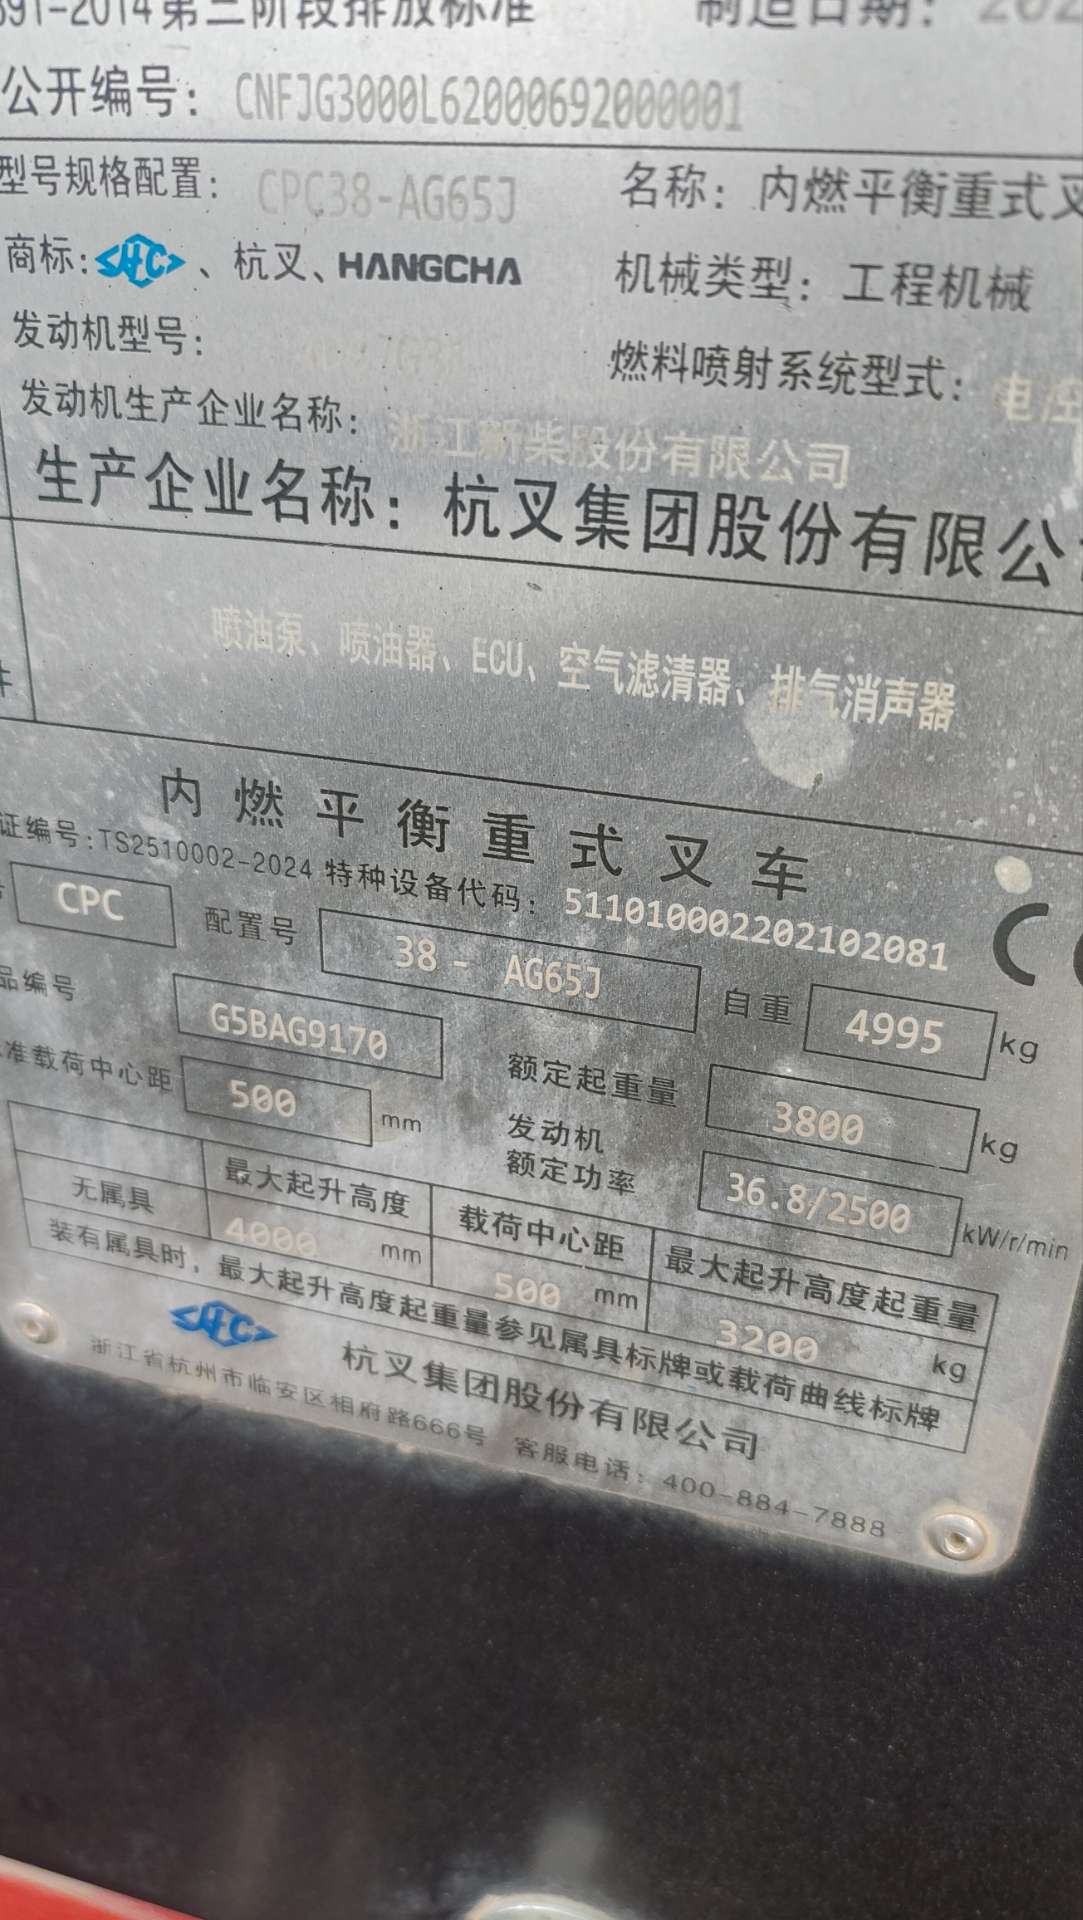 891-2014第三阶段排放标准 制造日期：202
公开编号：CNFJG3000L62000692000001
型号规格配置：CPC38-AG65J 名称：内燃平衡重式叉
商标：HC、杭叉、HANGCHA 机械类型：工程机械
发动机型号： 燃料喷射系统型式：电控
发动机生产企业名称：浙江新柴股份有限公司
生产企业名称：杭叉集团股份有限公
喷油泵、喷油器、ECU、空气滤清器、排气消声器
件
内燃平衡重式叉车
证编号：TS2510002-2024 特种设备代码：511010002202102081
CPC 配置号 38 - AG65J 自重 4995 kg
品编号 G5BAG9170 额定起重量 3800 kg
准载荷中心距 500 mm 发动机额定功率 36.8/2500 kW/r/min
最大起升高度 载荷中心距 最大起升高度起重量
无属具 4000 mm 500 mm 3200 kg
装有属具时，最大起升高度起重量参见属具标牌或载荷曲线标牌
HC 杭叉集团股份有限公司
浙江省杭州市临安区相府路666号 客服电话：400-884-7888